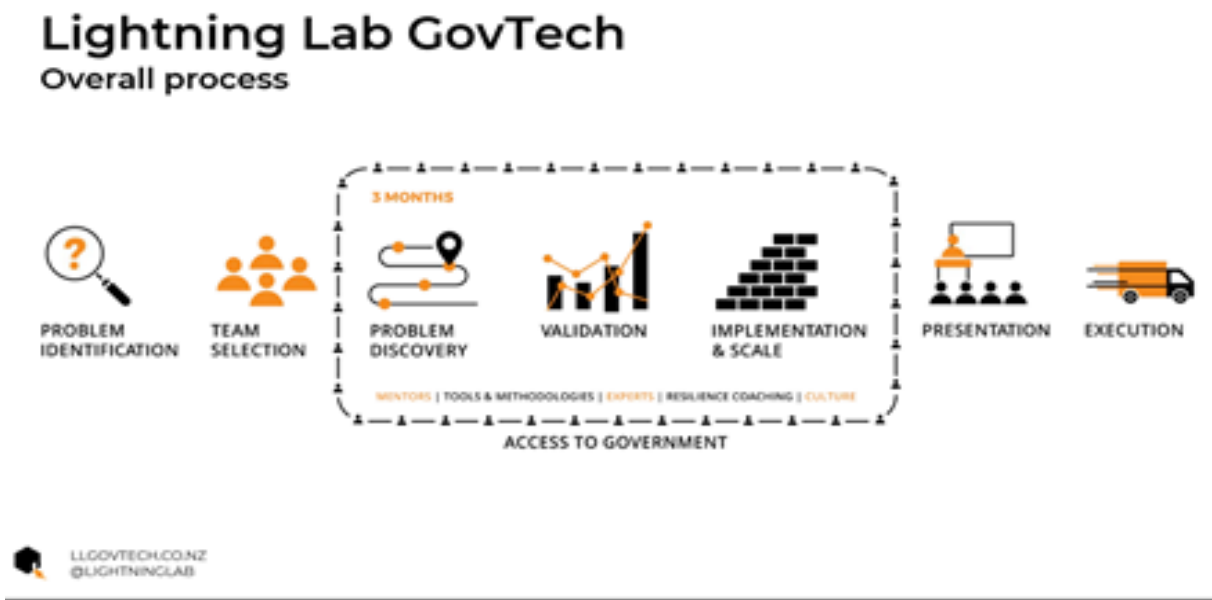 Lightning Lab GovTech
Overall process
3 MONTHS
?
PROBLEM
IDENTIFICATION
TEAM
SELECTION
PROBLEM
DISCOVERY
VALIDATION
IMPLEMENTATION
& SCALE
PRESENTATION
EXECUTION
MENTORS | TOOLS & METHODOLOGIES | EXPERTS | RESILIENCE COACHING | CULTURE
ACCESS TO GOVERNMENT
LLGOVTECH.CO.NZ
@LIGHTNINGLAB